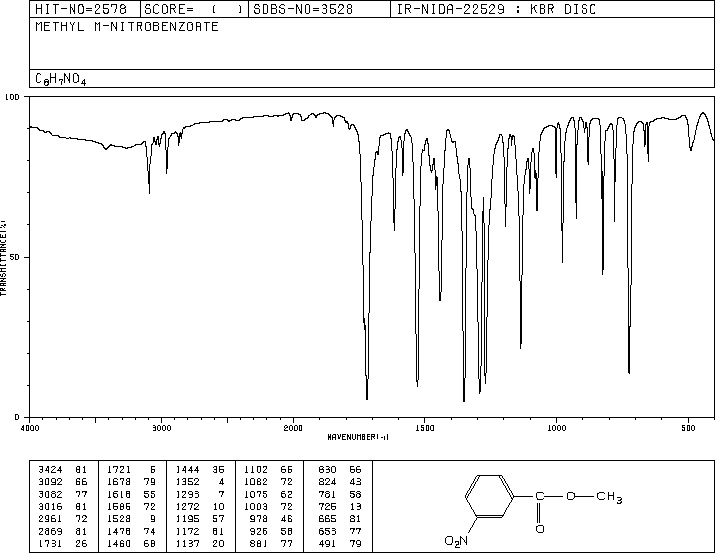 HIT-NO=2578 SCORE= ( ) SDBS-NO=3528 IR-NIDA-22529 : KBR DISC
METHYL M-NITROBENZOATE
C8H7NO4
100
50
0
TRANSMITTANCE(%)
4000 3000 2000 1500 1000 500
WAVENUMBER(-1)
3424 81 1721 5 1444 35 1102 66 830 56
3092 66 1678 79 1352 4 1082 72 824 43
3082 77 1618 55 1293 7 1075 62 781 58
3016 81 1585 72 1272 10 1003 72 725 13
2961 72 1528 9 1195 57 978 46 665 81
2869 81 1478 74 1172 81 926 58 653 77
1731 26 1460 68 1137 20 881 77 491 79
C O CH3
O
O2N